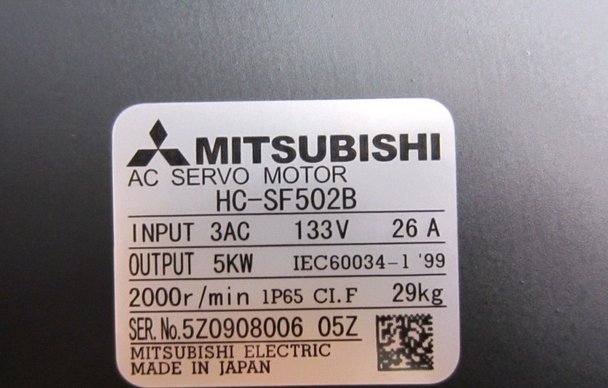 MITSUBISHI
AC SERVO MOTOR
HC-SF502B
INPUT 3AC 133V 26 A
OUTPUT 5KW IEC60034-1 '99
2000r/min IP65 CI.F 29kg
SER.No.5Z0908006 05Z
MITSUBISHI ELECTRIC
MADE IN JAPAN